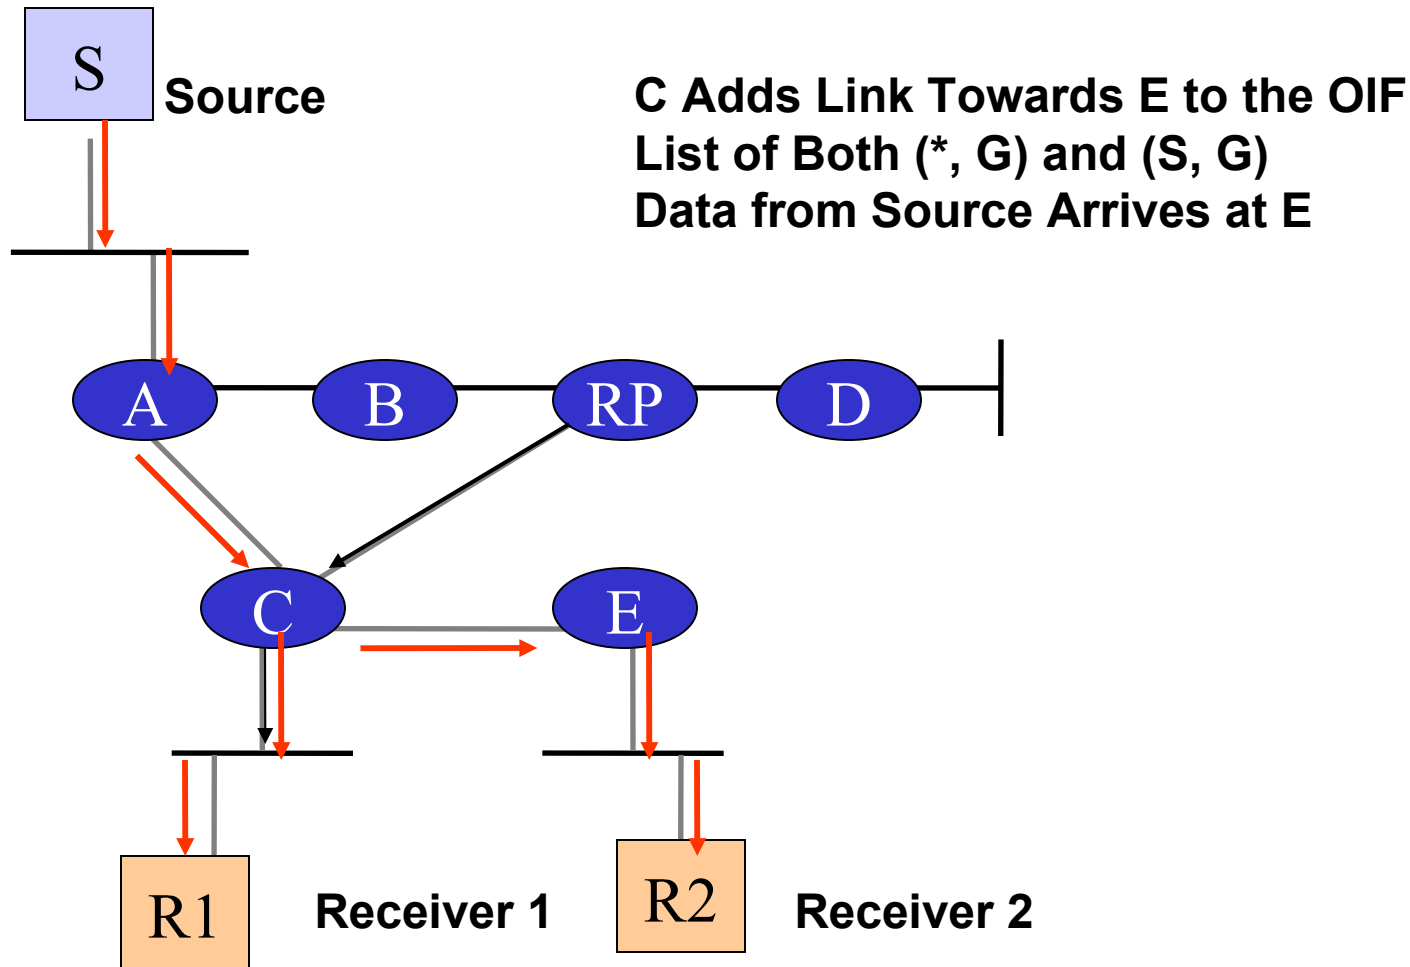 S
Source
C Adds Link Towards E to the OIF
List of Both (*, G) and (S, G)
Data from Source Arrives at E
A
B
RP
D
C
E
R1
Receiver 1
R2
Receiver 2